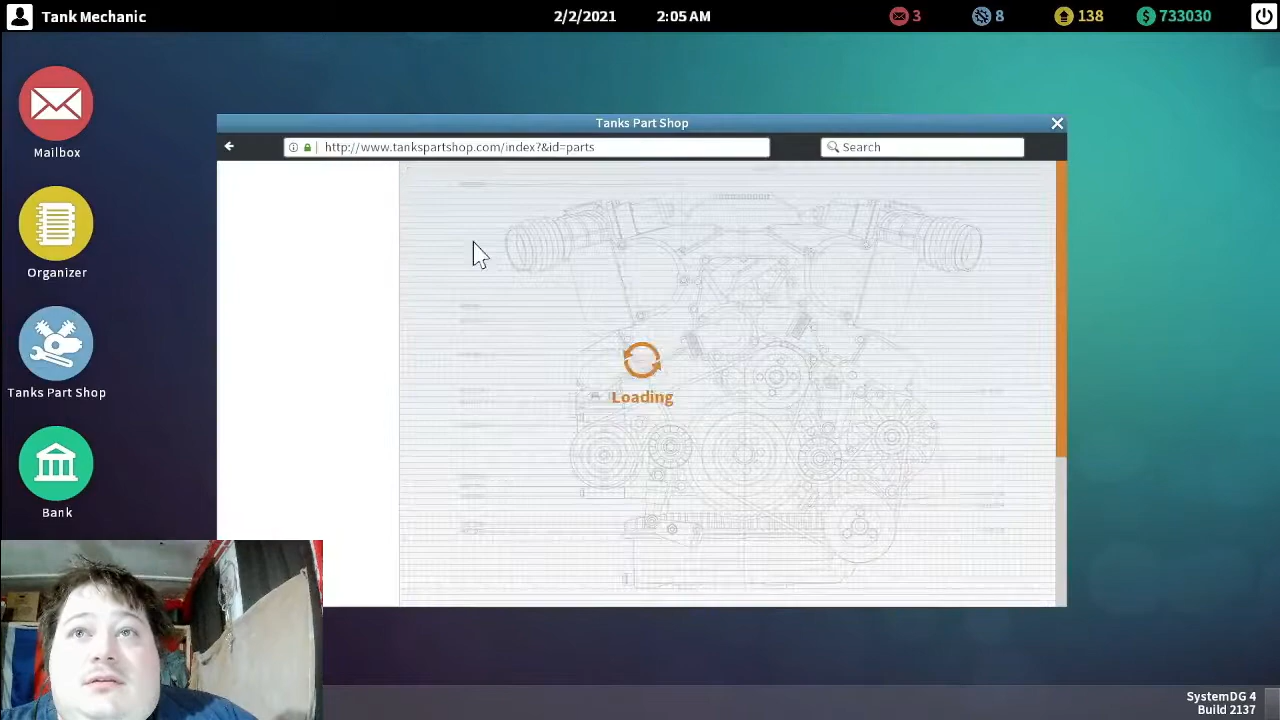 Tank Mechanic
2/2/2021
2:05 AM
3
8
138
$ 733030
Mailbox
Organizer
Tanks Part Shop
Bank
Tanks Part Shop
http://www.tankspartshop.com/index?&id=parts
Search
Loading
SystemDG 4
Build 2137